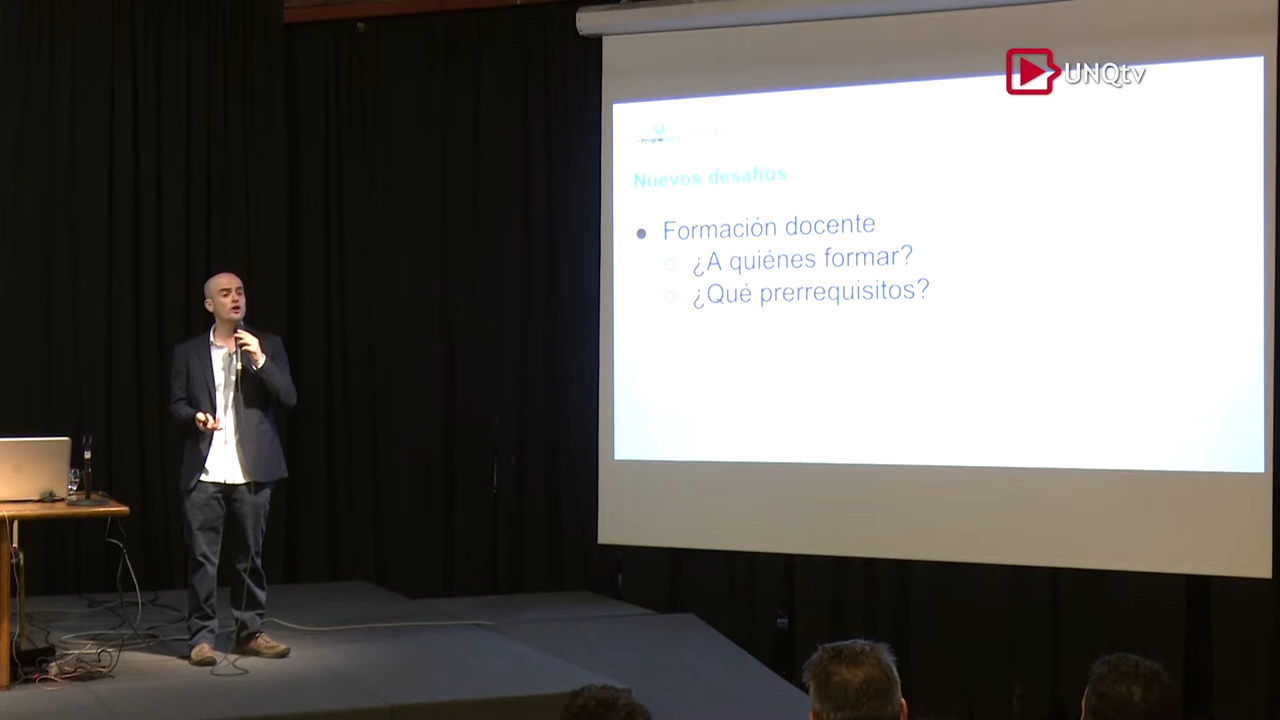 UNQtv
Nuevos desafíos
● Formación docente
○ ¿A quiénes formar?
○ ¿Qué prerrequisitos?